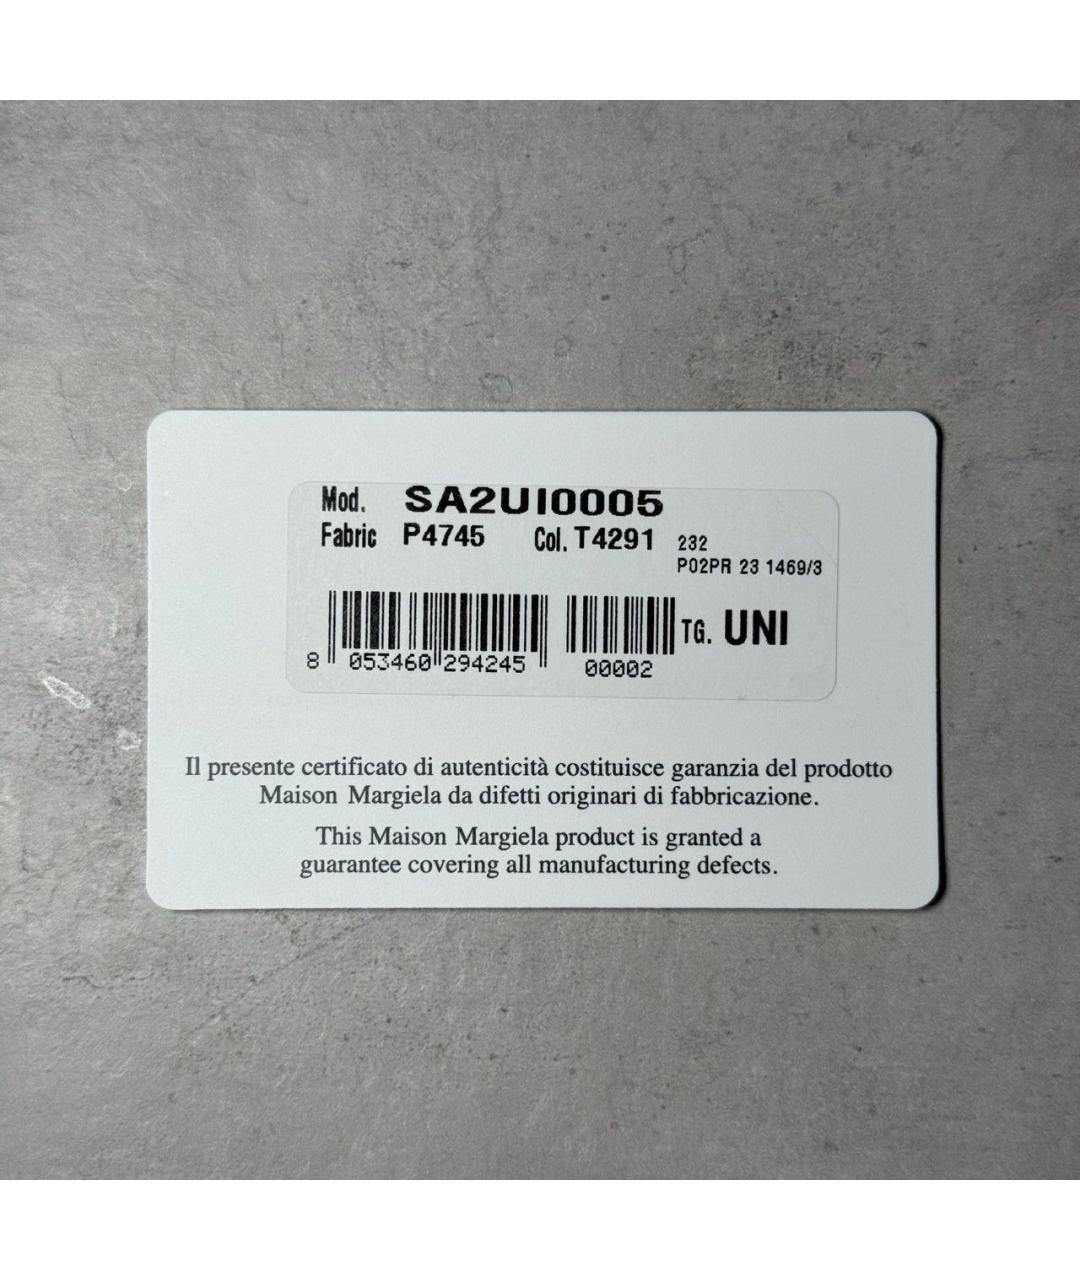 Mod. SA2UI0005
Fabric P4745 Col. T4291 232
P02PR 23 1469/3
TG. UNI
8 053460 294245 00002
Il presente certificato di autenticità costituisce garanzia del prodotto
Maison Margiela da difetti originari di fabbricazione.
This Maison Margiela product is granted a
guarantee covering all manufacturing defects.